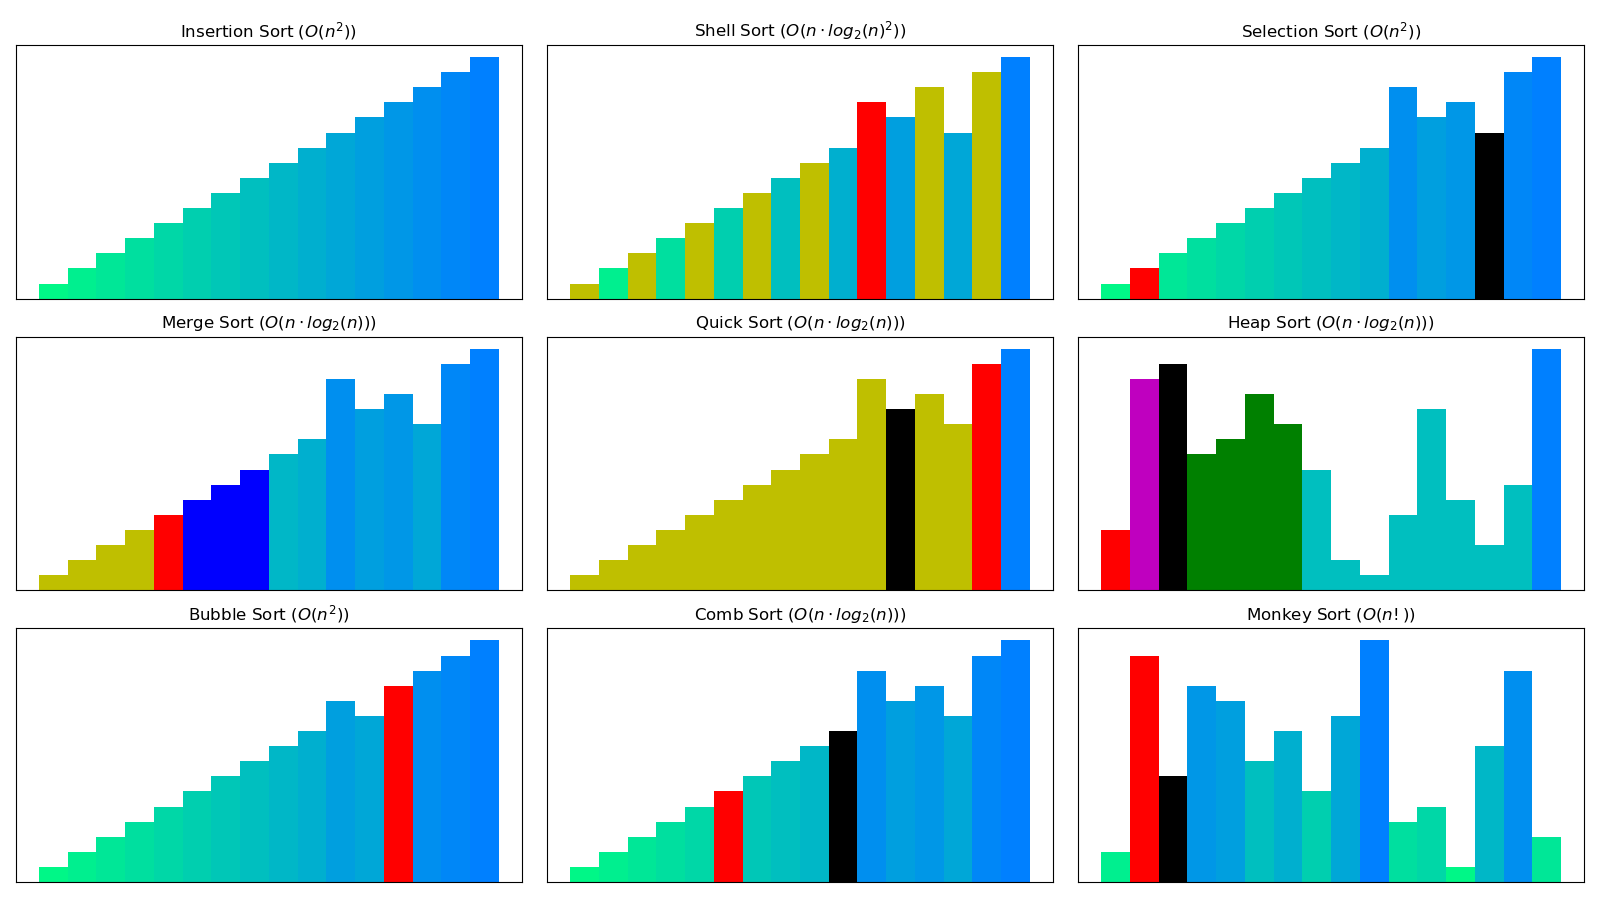 Insertion Sort (O(n²))
Shell Sort (O(n · log₂(n)²))
Selection Sort (O(n²))
Merge Sort (O(n · log₂(n)))
Quick Sort (O(n · log₂(n)))
Heap Sort (O(n · log₂(n)))
Bubble Sort (O(n²))
Comb Sort (O(n · log₂(n)))
Monkey Sort (O(n!))